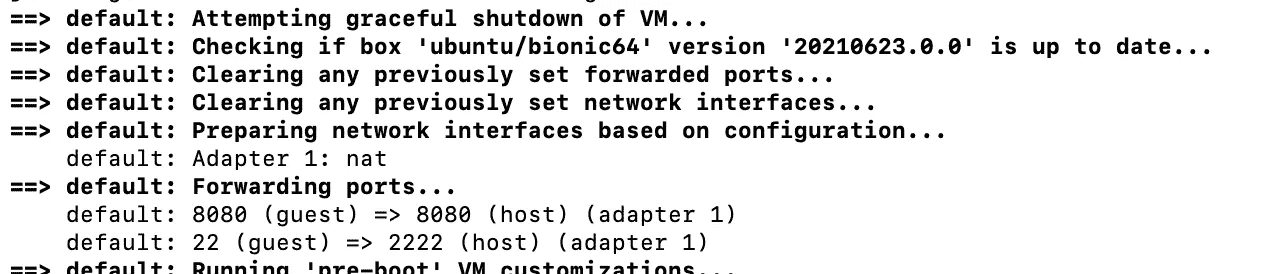 ==> default: Attempting graceful shutdown of VM...
==> default: Checking if box 'ubuntu/bionic64' version '20210623.0.0' is up to date...
==> default: Clearing any previously set forwarded ports...
==> default: Clearing any previously set network interfaces...
==> default: Preparing network interfaces based on configuration...
    default: Adapter 1: nat
==> default: Forwarding ports...
    default: 8080 (guest) => 8080 (host) (adapter 1)
    default: 22 (guest) => 2222 (host) (adapter 1)
==> default: Running 'pre-boot' VM customizations...